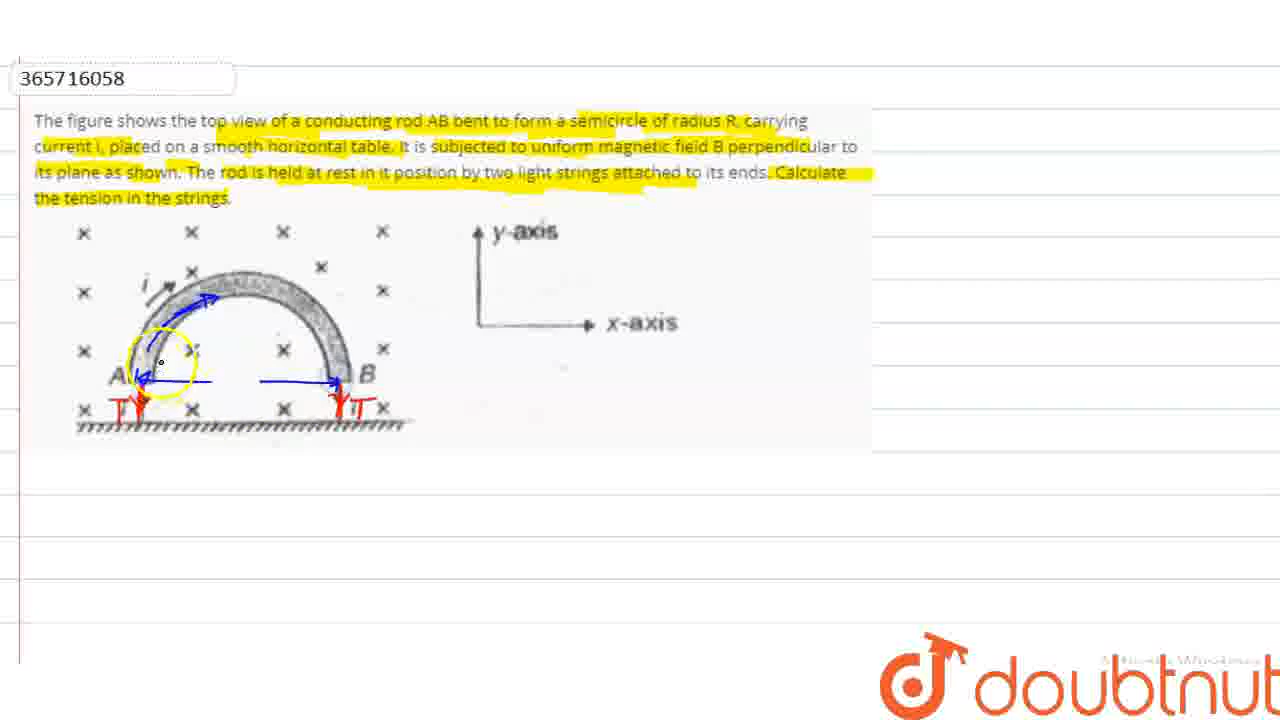 365716058
The figure shows the top view of a conducting rod AB bent to form a semicircle of radius R, carrying
current i, placed on a smooth horizontal table. It is subjected to uniform magnetic field B perpendicular to
its plane as shown. The rod is held at rest in it position by two light strings attached to its ends. Calculate
the tension in the strings.
y-axis
i
x-axis
A
B
T
T
doubtnut